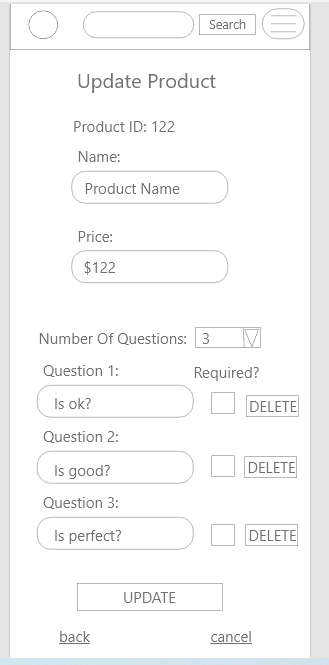 Search
Update Product
Product ID: 122
Name:
Product Name
Price:
$122
Number Of Questions: 3
Question 1: Required?
Is ok? DELETE
Question 2:
Is good? DELETE
Question 3:
Is perfect? DELETE
UPDATE
back cancel